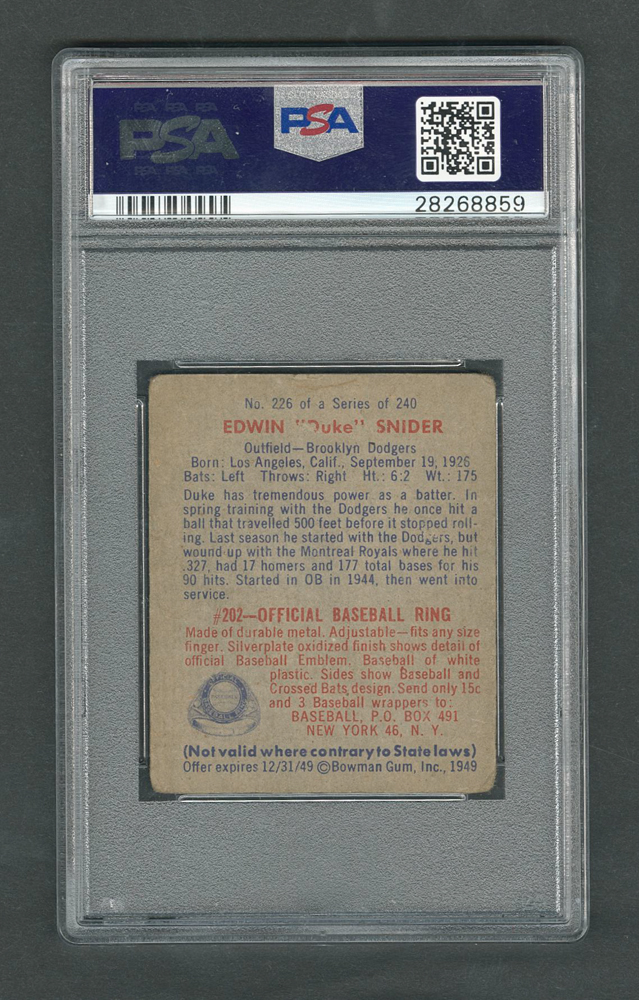 PSA PSA PSA
PSA
PSA PSA PSA
PSA
28268859
No. 226 of a Series of 240
EDWIN "Duke" SNIDER
Outfield—Brooklyn Dodgers
Born: Los Angeles, Calif., September 19, 1926
Bats: Left Throws: Right Ht.: 6:2 Wt.: 175
Duke has tremendous power as a batter. In
spring training with the Dodgers he once hit a
ball that travelled 500 feet before it stopped roll-
ing. Last season he started with the Dodgers, but
wound up with the Montreal Royals where he hit
.327, had 17 homers and 177 total bases for his
90 hits. Started in OB in 1944, then went into
service.
#202—OFFICIAL BASEBALL RING
Made of durable metal. Adjustable—fits any size
finger. Silverplate oxidized finish shows detail of
official Baseball Emblem. Baseball of white
plastic. Sides show Baseball and
Crossed Bats design. Send only 15c
and 3 Baseball wrappers to:
BASEBALL, P.O. BOX 491
NEW YORK 46, N. Y.
(Not valid where contrary to State laws)
Offer expires 12/31/49 ©Bowman Gum, Inc., 1949